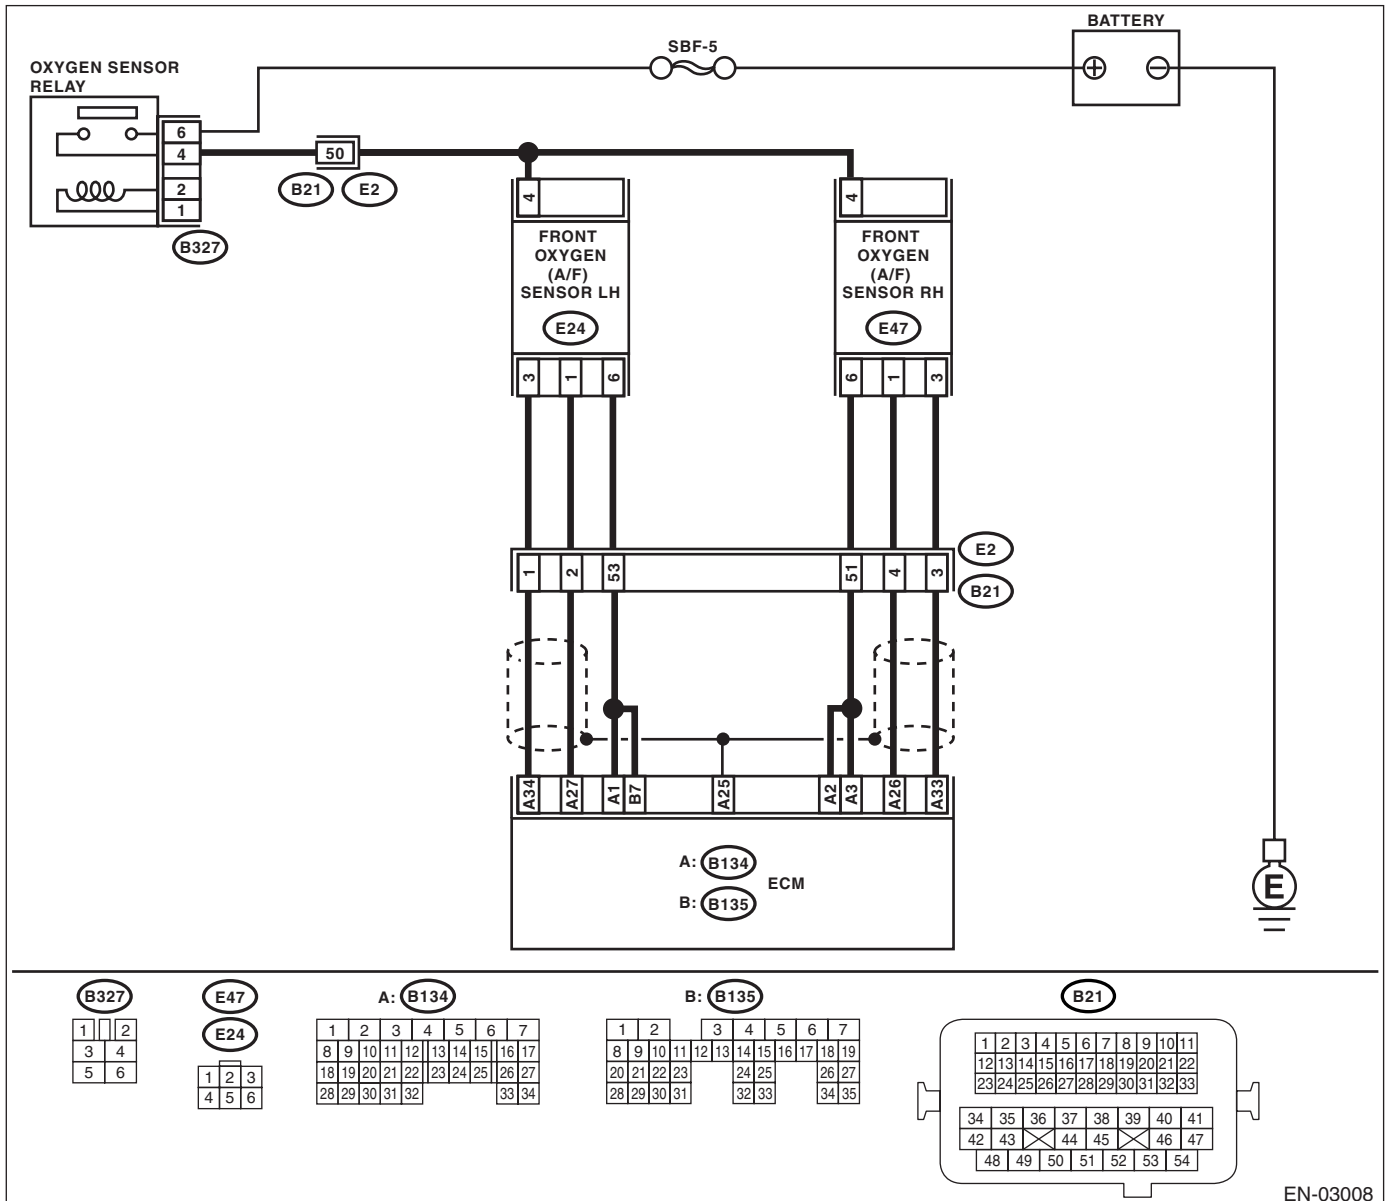 BATTERY
SBF-5
OXYGEN SENSOR
RELAY
6
4
2
1
B327
50
B21 E2
4
FRONT
OXYGEN
(A/F)
SENSOR LH
E24
3 1 6
4
FRONT
OXYGEN
(A/F)
SENSOR RH
E47
6 1 3
1 2 53 51 4 3
E2
B21
A34 A27 A1 B7 A25 A2 A3 A26 A33
A: B134
ECM
B: B135
E
B327
1 2
3 4
5 6
E47
E24
1 2 3
4 5 6
A: B134
1 2 3 4 5 6 7
8 9 10 11 12 13 14 15 16 17
18 19 20 21 22 23 24 25 26 27
28 29 30 31 32 33 34
B: B135
1 2 3 4 5 6 7
8 9 10 11 12 13 14 15 16 17 18 19
20 21 22 23 24 25 26 27
28 29 30 31 32 33 34 35
B21
1 2 3 4 5 6 7 8 9 10 11
12 13 14 15 16 17 18 19 20 21 22
23 24 25 26 27 28 29 30 31 32 33
34 35 36 37 38 39 40 41
42 43 44 45 46 47
48 49 50 51 52 53 54
EN-03008